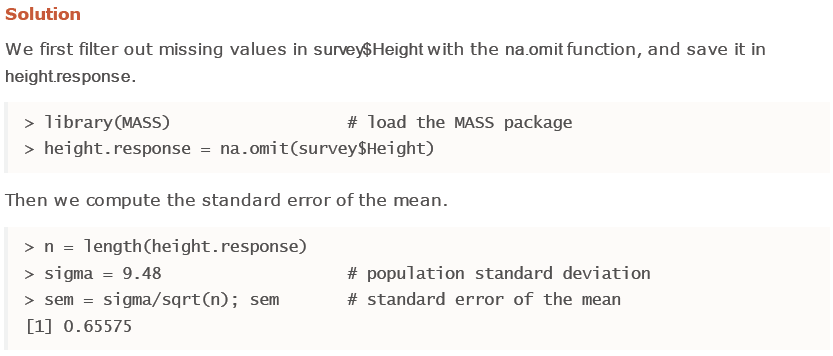 Solution
We first filter out missing values in survey$Height with the na.omit function, and save it in
height.response.
> library(MASS)                  # load the MASS package
> height.response = na.omit(survey$Height)
Then we compute the standard error of the mean.
> n = length(height.response)
> sigma = 9.48                   # population standard deviation
> sem = sigma/sqrt(n); sem       # standard error of the mean
[1] 0.65575